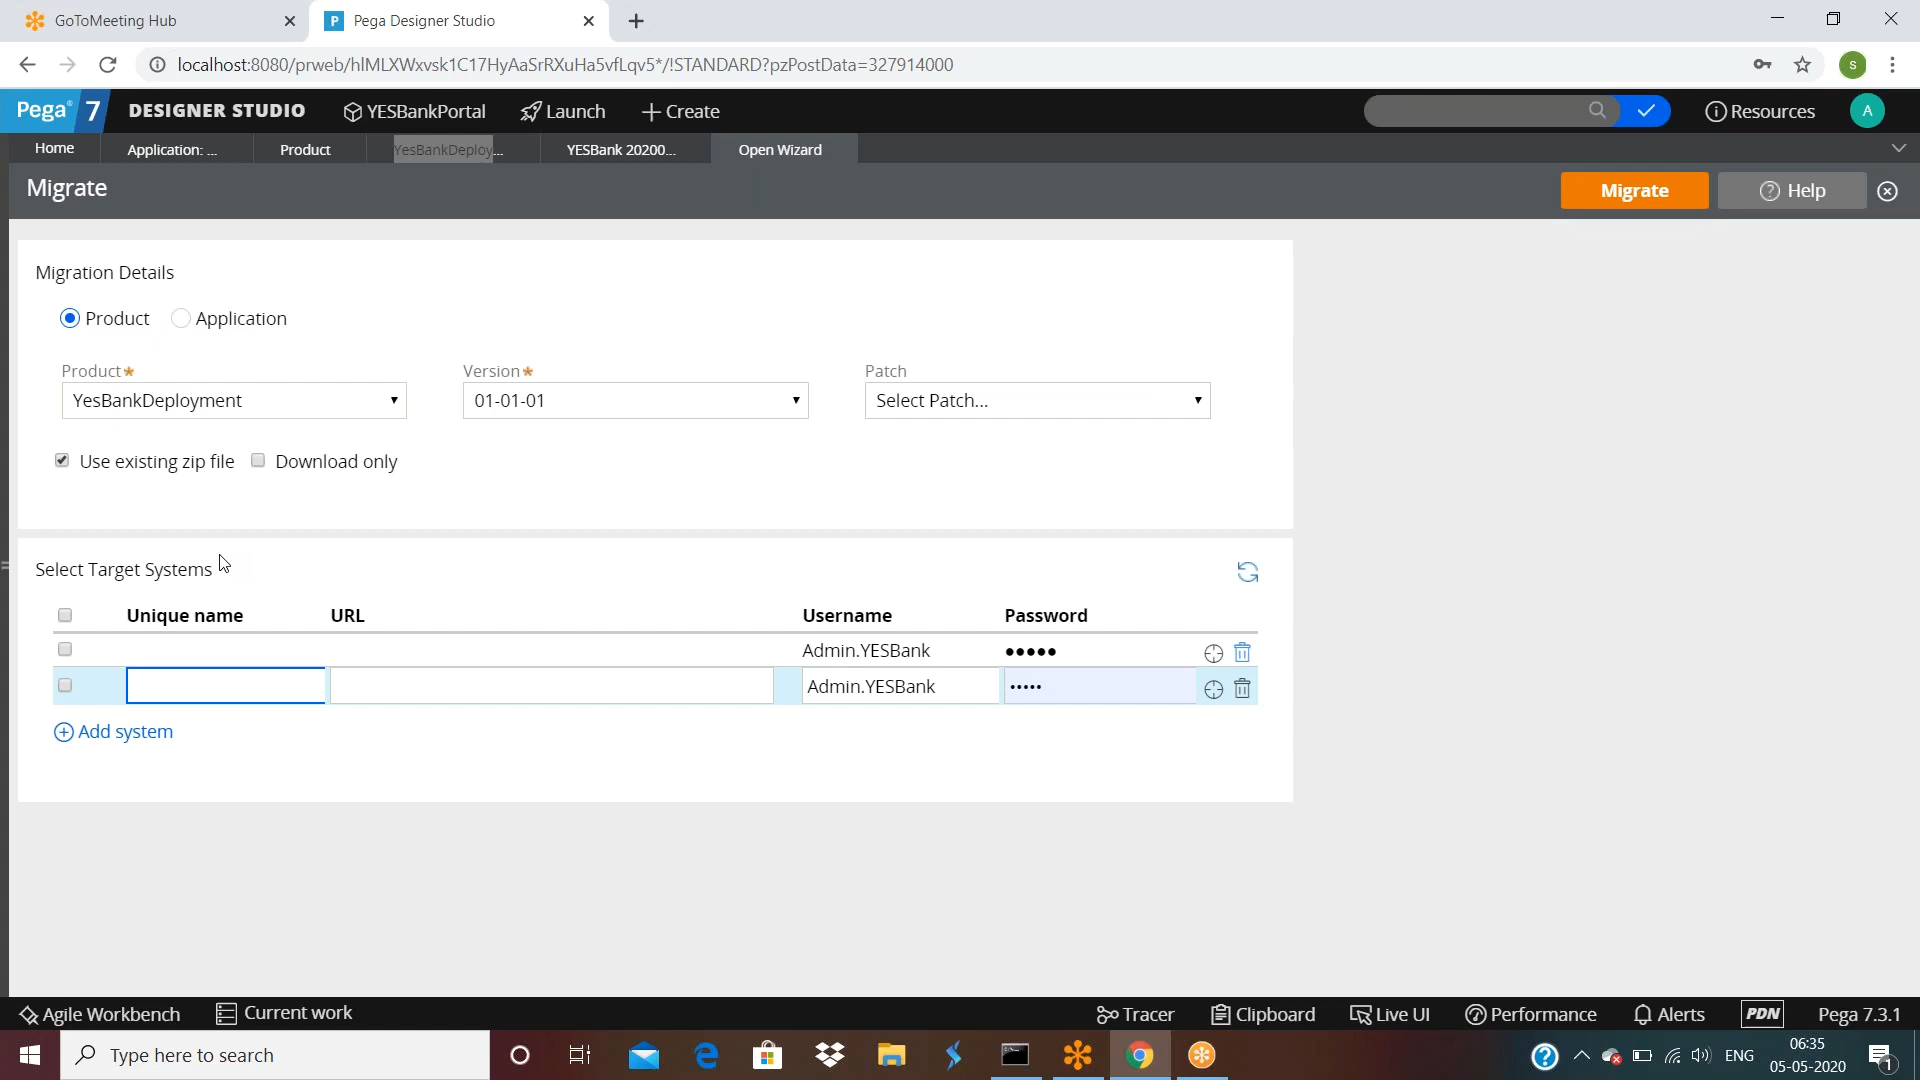 GoToMeeting Hub
P Pega Designer Studio
localhost:8080/prweb/hIMLXWxvsk1C17HyAaSrRXuHa5vfLqv5*/!STANDARD?pzPostData=327914000
s
Pega 7 DESIGNER STUDIO YESBankPortal Launch Create Resources A
Home Application: ... Product YesBankDeploy... YESBank 20200... Open Wizard
Migrate Migrate ? Help
Migration Details
Product Application
Product* Version* Patch
YesBankDeployment 01-01-01 Select Patch...
Use existing zip file Download only
Select Target Systems
Unique name URL Username Password
Admin.YESBank •••••
Admin.YESBank •••••
Add system
Agile Workbench Current work Tracer Clipboard Live UI Performance Alerts PDN Pega 7.3.1
Type here to search ENG 06:35
05-05-2020 1